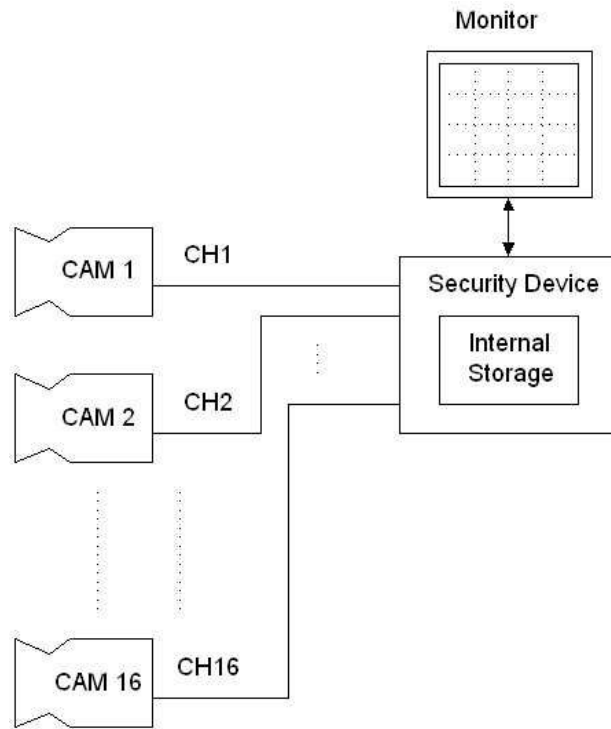 Monitor
CAM 1
CH1
Security Device
Internal
Storage
CAM 2
CH2
CAM 16
CH16